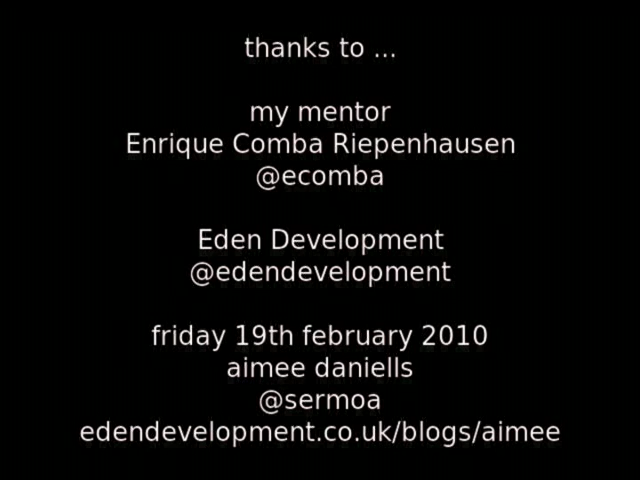 thanks to ...
my mentor
Enrique Comba Riepenhausen
@ecomba
Eden Development
@edendevelopment
friday 19th february 2010
aimee daniells
@sermoa
edendevelopment.co.uk/blogs/aimee